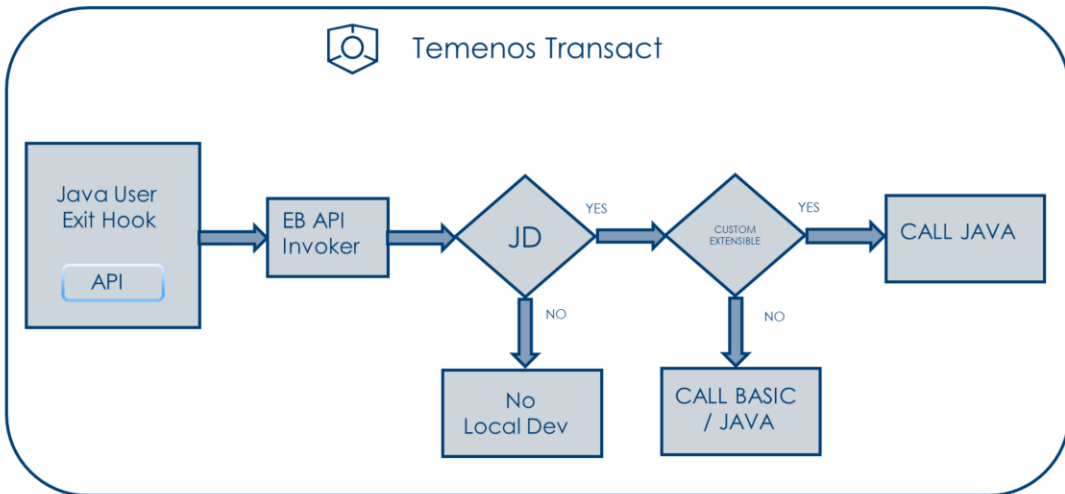 Temenos Transact
Java User
Exit Hook
API
EB API
Invoker
JD
YES
NO
No
Local Dev
CUSTOM
EXTENSIBLE
YES
NO
CALL BASIC
/ JAVA
CALL JAVA